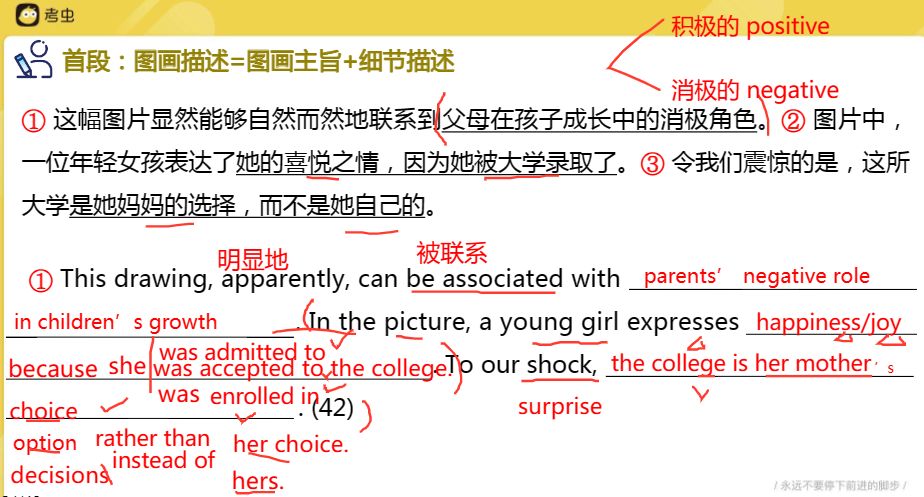 考虫
首段：图画描述=图画主旨+细节描述
积极的 positive
消极的 negative
① 这幅图片显然能够自然而然地联系到父母在孩子成长中的消极角色。② 图片中，
一位年轻女孩表达了她的喜悦之情，因为她被大学录取了。③ 令我们震惊的是，这所
大学是她妈妈的选择，而不是她自己的。
明显地 被联系
① This drawing, apparently, can be associated with parents’ negative role
in children’s growth . In the picture, a young girl expresses happiness/joy
was admitted to
because she was accepted to the college. To our shock, the college is her mother’s
was enrolled in
choice . (42) surprise
option rather than her choice.
decisions instead of hers.
/ 永远不要停下前进的脚步 /